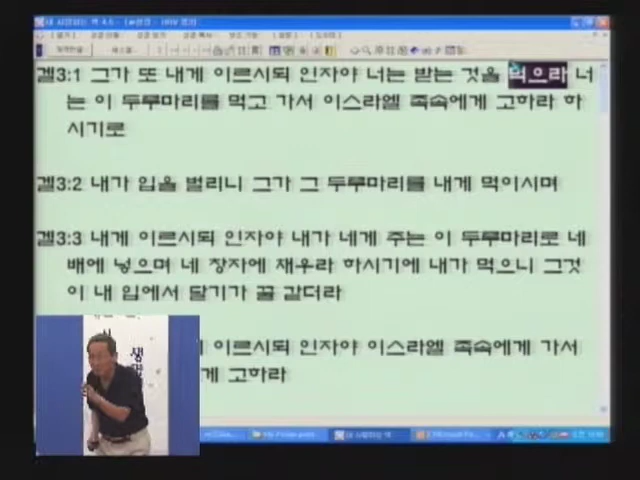 겔3:1 그가 또 내게 이르시되 인자야 너는 받는 것을 먹으라 너
는 이 두루마리를 먹고 가서 이스라엘 족속에게 고하라 하
시기로
겔3:2 내가 입을 벌리니 그가 그 두루마리를 내게 먹이시며
겔3:3 내게 이르시되 인자야 내가 네게 주는 이 두루마리로 네
배에 넣으며 네 창자에 채우라 하시기에 내가 먹으니 그것
이 내 입에서 달기가 꿀 같더라
이르시되 인자야 이스라엘 족속에게 가서
게 고하라